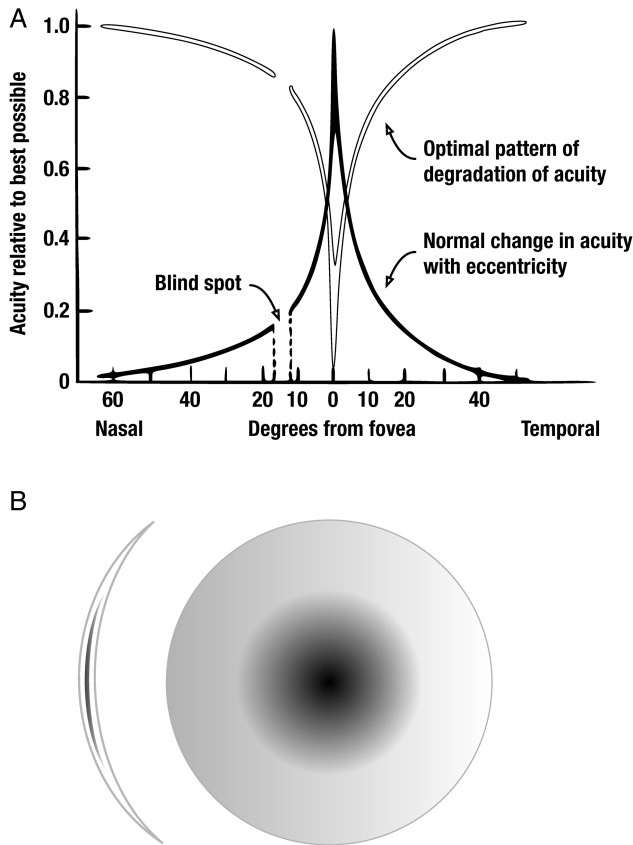 A
Acuity relative to best possible
1.0
0.8
0.6
0.4
0.2
0
Optimal pattern of
degradation of acuity
Normal change in acuity
with eccentricity
Blind spot
60 40 20 10 0 10 20 40
Nasal Degrees from fovea Temporal
B